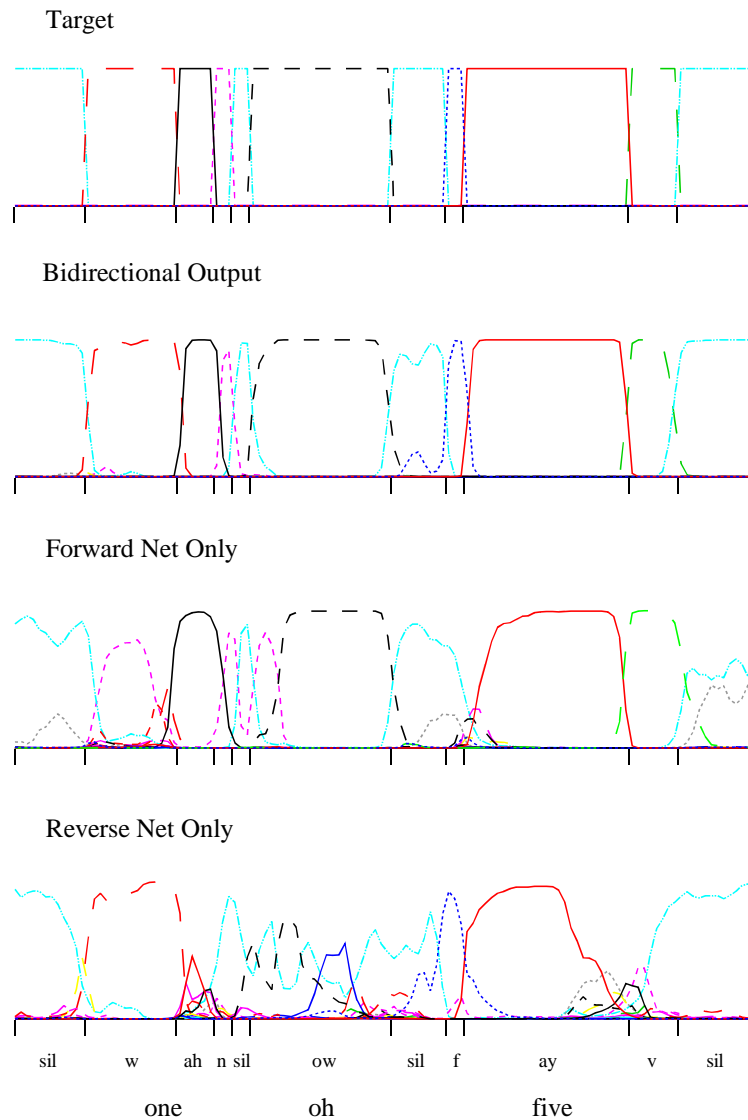 Target
Bidirectional Output
Forward Net Only
Reverse Net Only
sil w ah n sil ow sil f ay v sil
one oh five